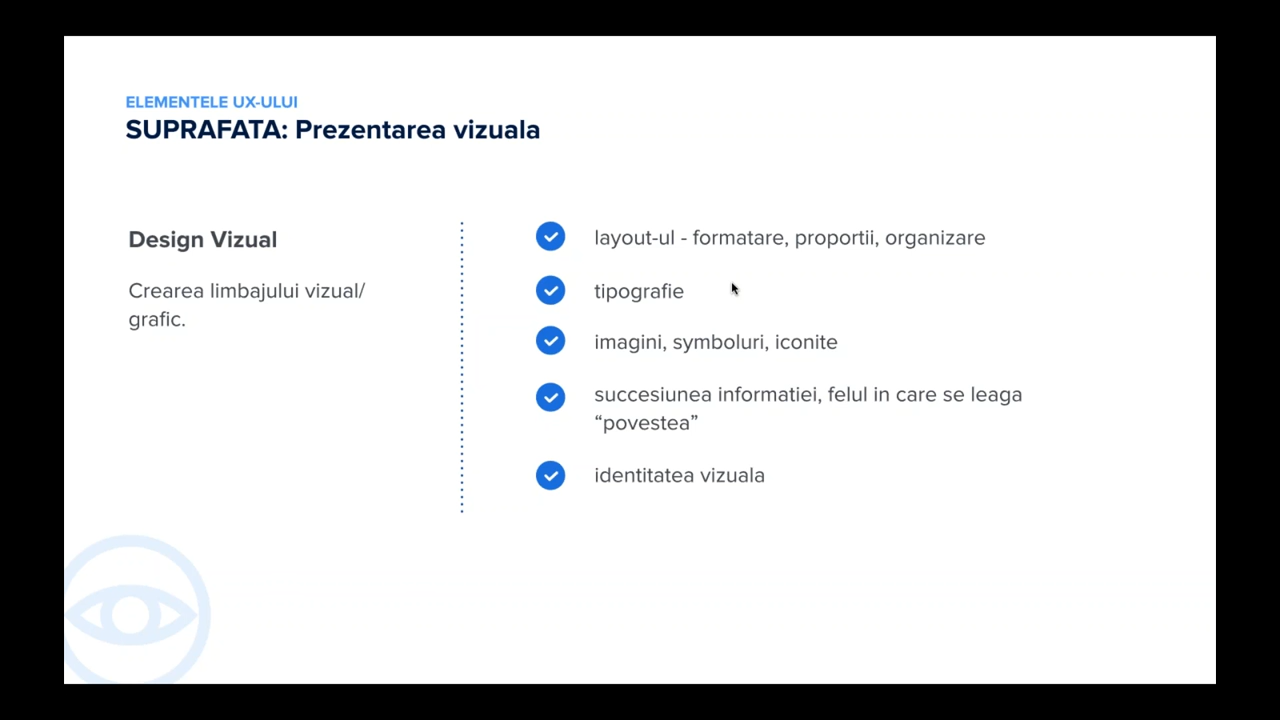 ELEMENTELE UX-ULUI
SUPRAFATA: Prezentarea vizuala
Design Vizual
Crearea limbajului vizual/
grafic.
layout-ul - formatare, proportii, organizare
tipografie
imagini, symboluri, iconite
succesiunea informatiei, felul in care se leaga
“povestea”
identitatea vizuala